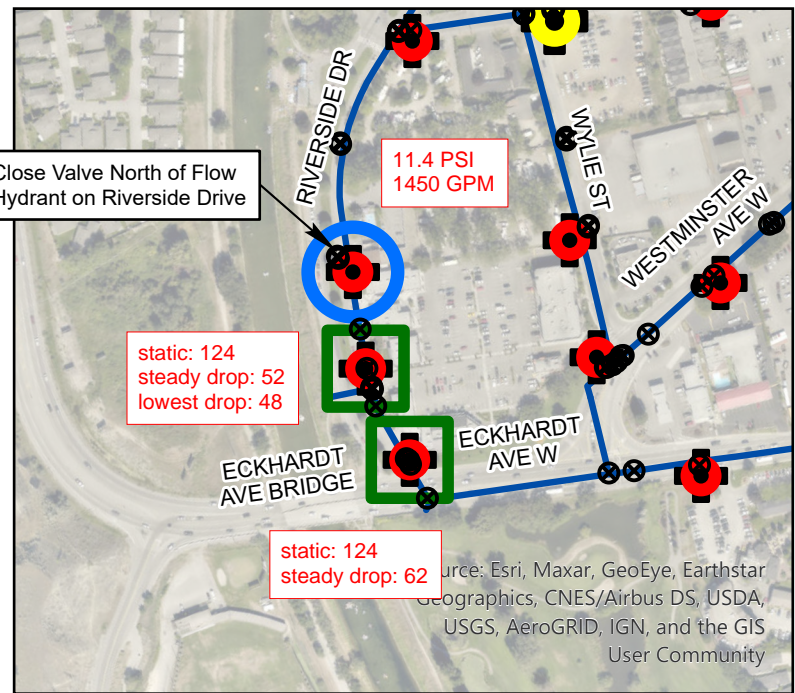 RIVERSIDE DR
11.4 PSI
1450 GPM
WYLIE ST
Close Valve North of Flow
Hydrant on Riverside Drive
WESTMINSTER
AVE W
static: 124
steady drop: 52
lowest drop: 48
ECKHARDT
AVE W
ECKHARDT
AVE BRIDGE
static: 124
steady drop: 62
urce: Esri, Maxar, GeoEye, Earthstar
Geographics, CNES/Airbus DS, USDA,
USGS, AeroGRID, IGN, and the GIS
User Community